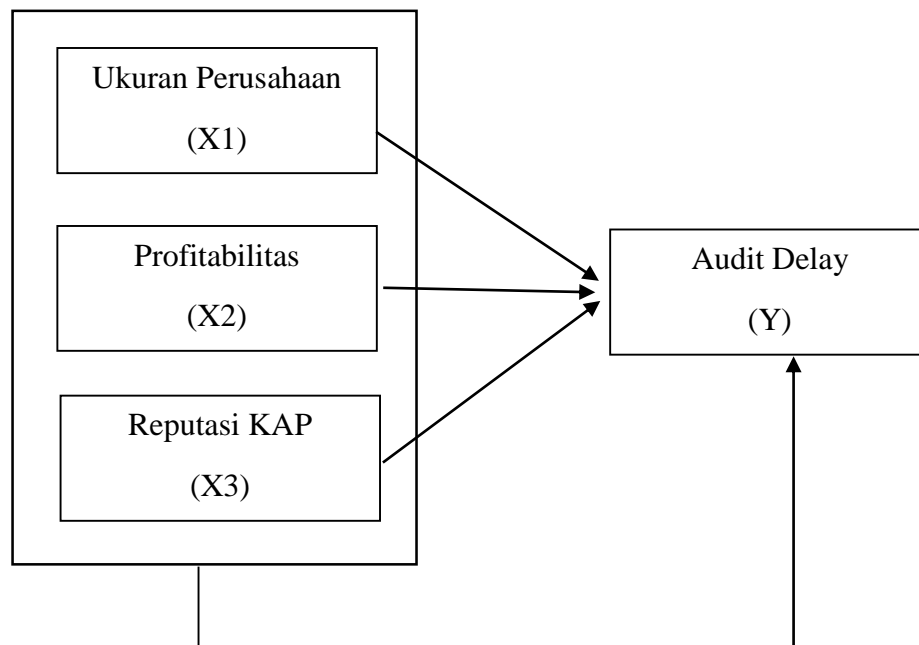 Ukuran Perusahaan
(X1)
Profitabilitas
(X2)
Reputasi KAP
(X3)
Audit Delay
(Y)